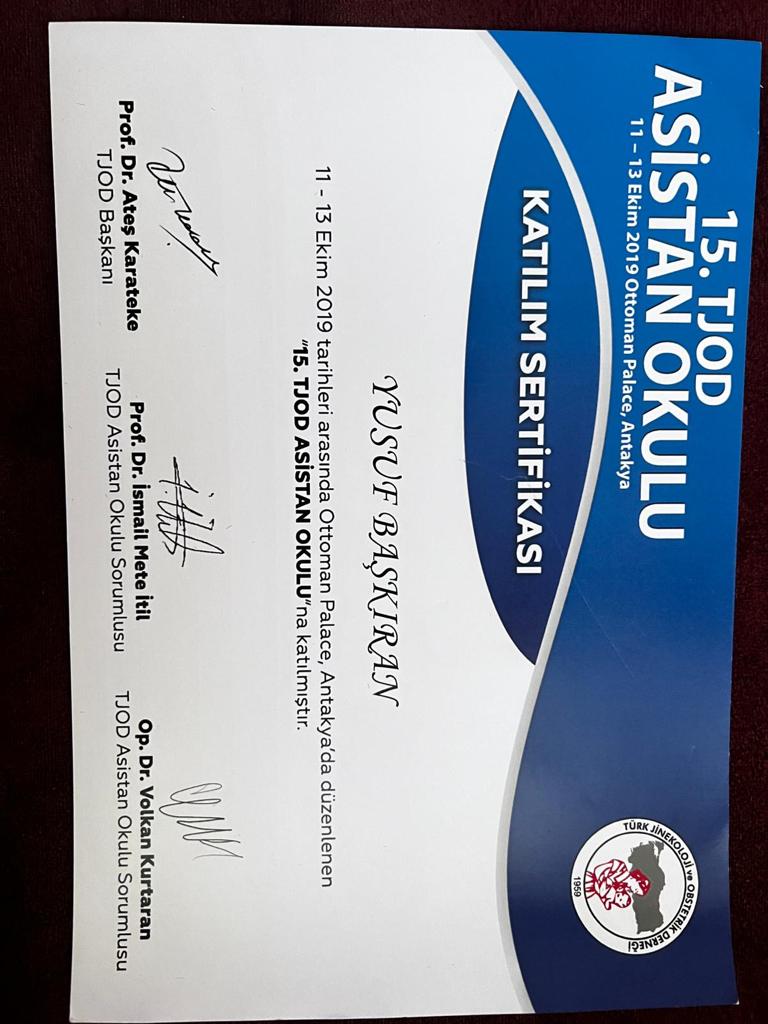 15. TJOD
ASİSTAN OKULU
11 – 13 Ekim 2019 Ottoman Palace, Antakya
TÜRK JİNEKOLOJİ ve OBSTETRİK DERNEĞİ
1959
KATILIM SERTİFİKASI
YUSUF BAŞKIRAN
11 - 13 Ekim 2019 tarihleri arasında Ottoman Palace, Antakya'da düzenlenen
"15. TJOD ASİSTAN OKULU"na katılmıştır.
Prof. Dr. Ateş Karateke
TJOD Başkanı
Prof. Dr. İsmail Mete İtil
TJOD Asistan Okulu Sorumlusu
Op. Dr. Volkan Kurtaran
TJOD Asistan Okulu Sorumlusu